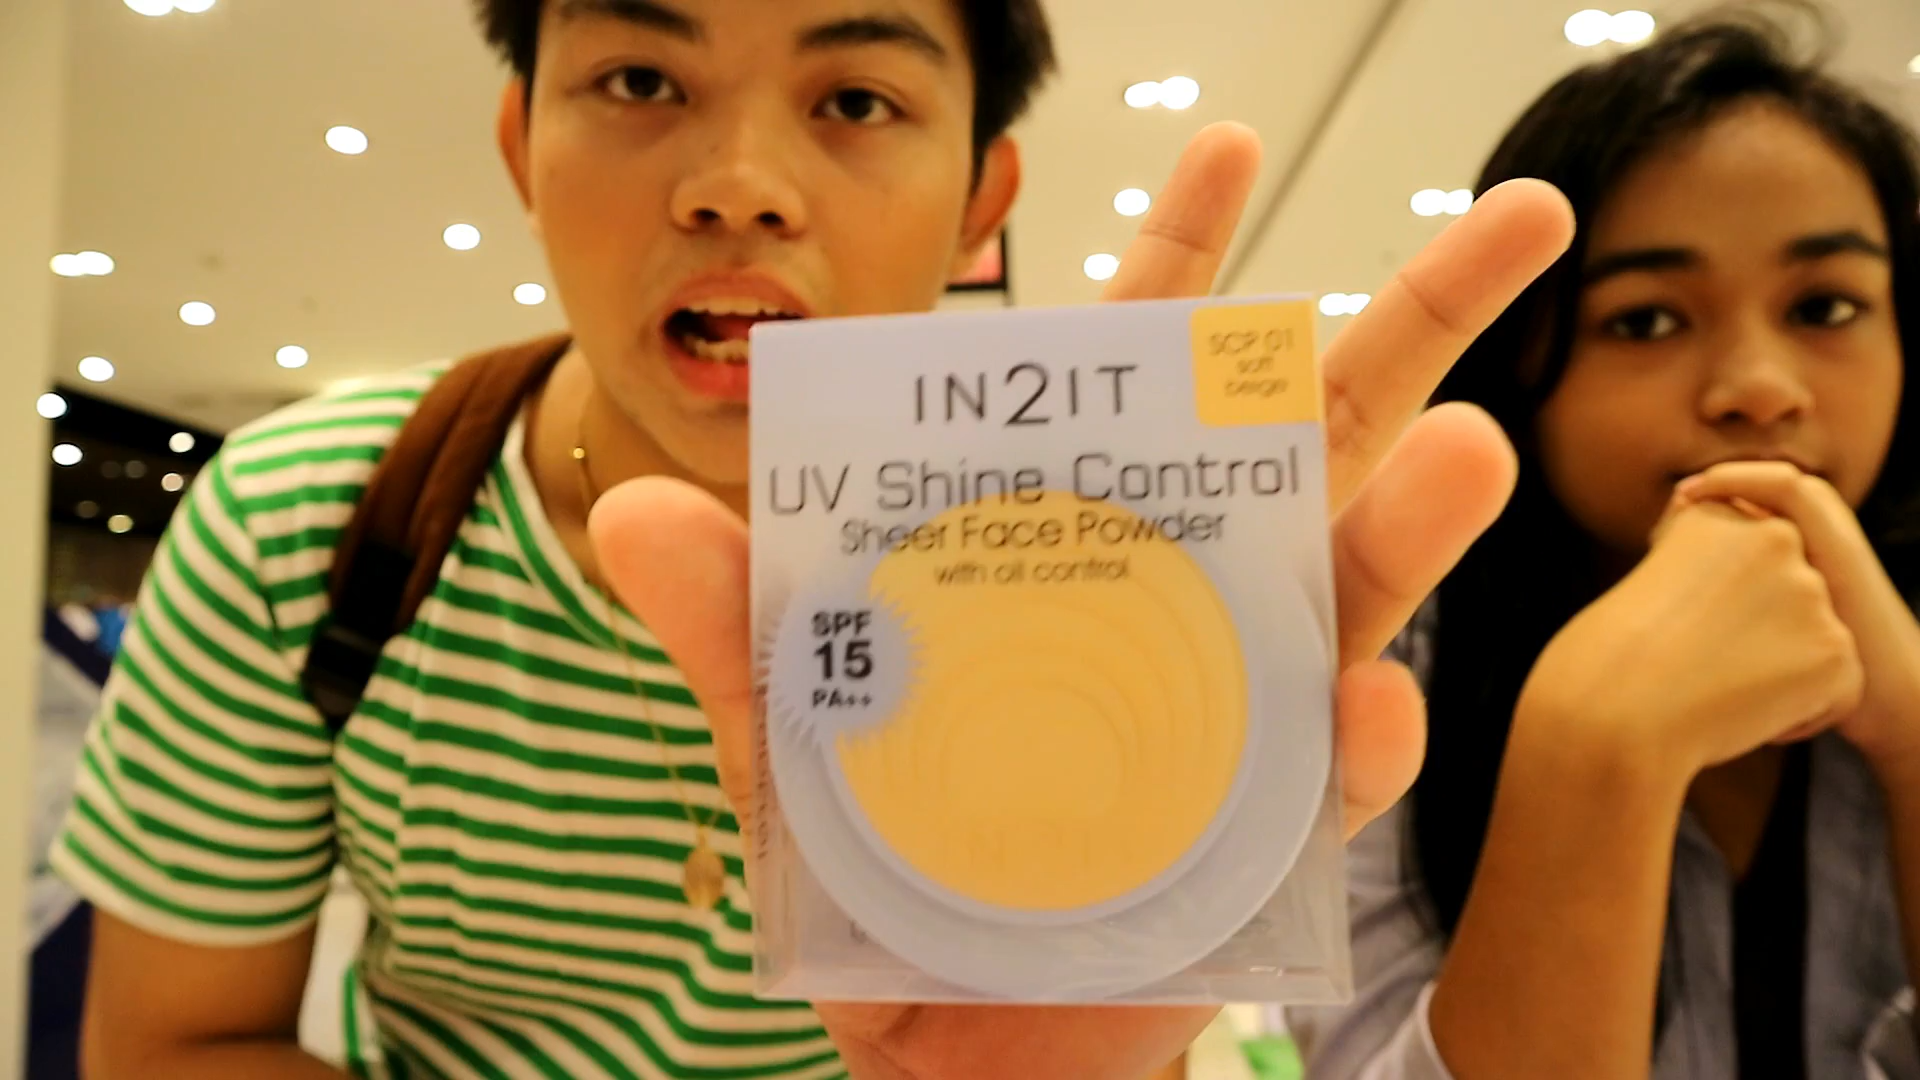 IN2IT
SCP 01
soft
beige
UV Shine Control
Sheer Face Powder
with oil control
SPF
15
PA++